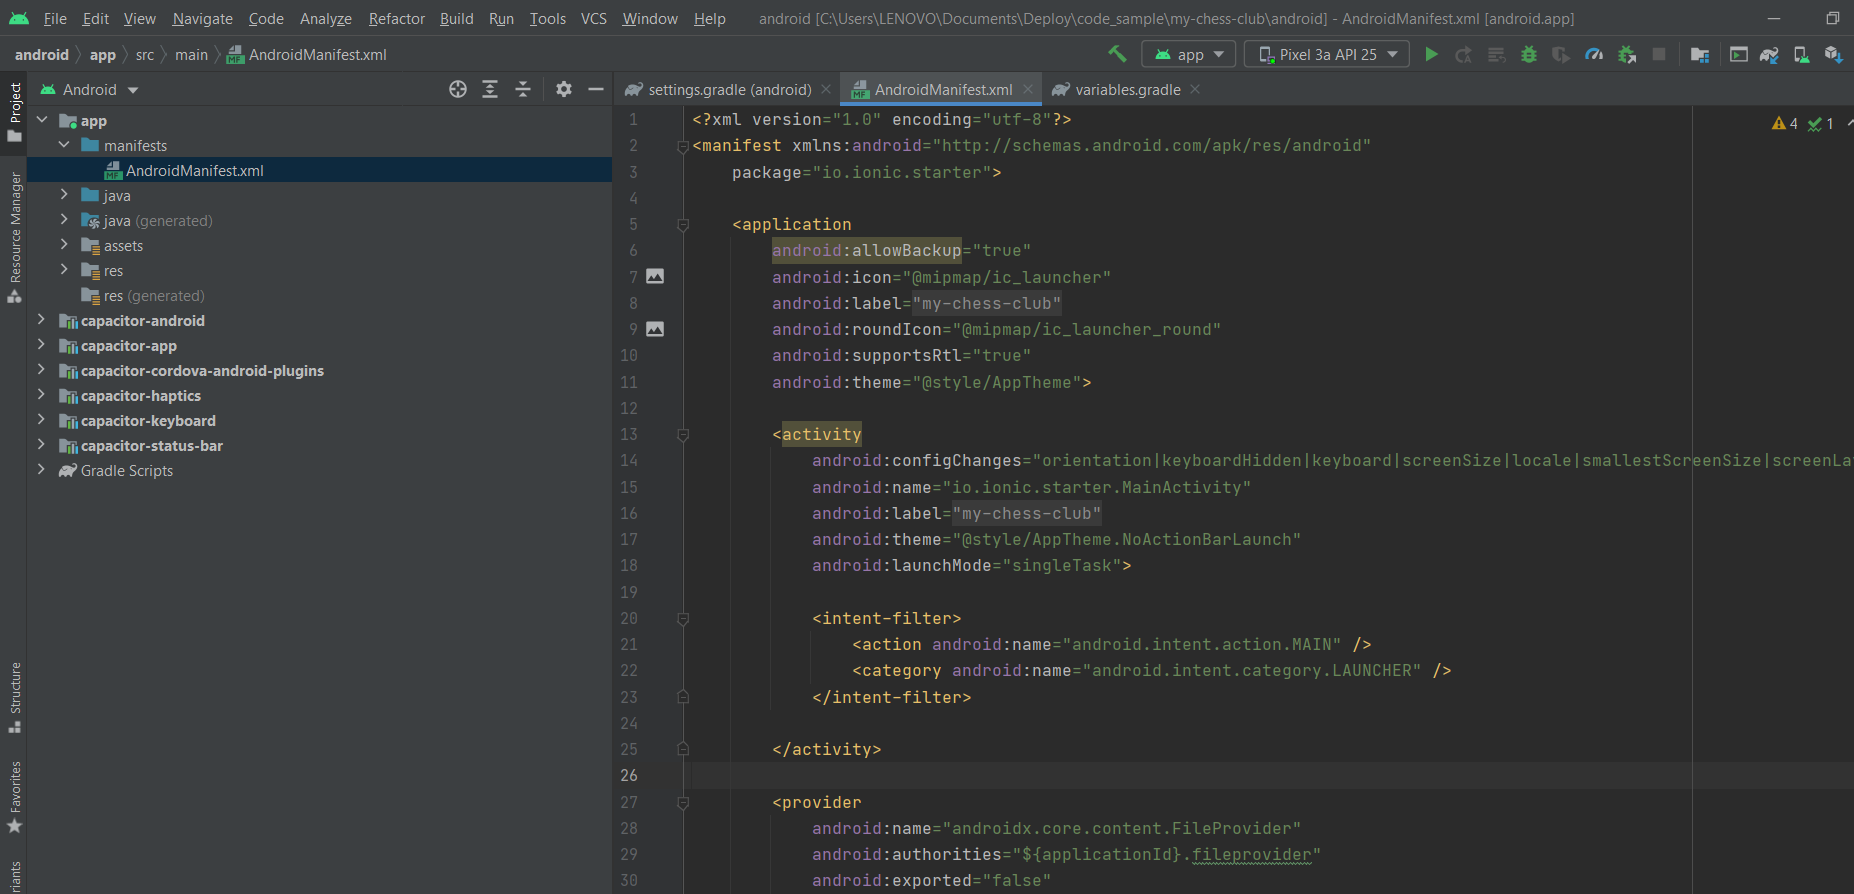 File Edit View Navigate Code Analyze Refactor Build Run Tools VCS Window Help android [C:\Users\LENOVO\Documents\Deploy\code_sample\my-chess-club\android] - AndroidManifest.xml [android.app]
android app src main AndroidManifest.xml app Pixel 3a API 25
Project
Resource Manager
Structure
Favorites
Android
app
manifests
AndroidManifest.xml
java
java (generated)
assets
res
res (generated)
capacitor-android
capacitor-app
capacitor-cordova-android-plugins
capacitor-haptics
capacitor-keyboard
capacitor-status-bar
Gradle Scripts
settings.gradle (android) AndroidManifest.xml variables.gradle
4 1
1 <?xml version="1.0" encoding="utf-8"?>
2 <manifest xmlns:android="http://schemas.android.com/apk/res/android"
3 package="io.ionic.starter">
4
5 <application
6 android:allowBackup="true"
7 android:icon="@mipmap/ic_launcher"
8 android:label="my-chess-club"
9 android:roundIcon="@mipmap/ic_launcher_round"
10 android:supportsRtl="true"
11 android:theme="@style/AppTheme">
12
13 <activity
14 android:configChanges="orientation|keyboardHidden|keyboard|screenSize|locale|smallestScreenSize|screenLa
15 android:name="io.ionic.starter.MainActivity"
16 android:label="my-chess-club"
17 android:theme="@style/AppTheme.NoActionBarLaunch"
18 android:launchMode="singleTask">
19
20 <intent-filter>
21 <action android:name="android.intent.action.MAIN" />
22 <category android:name="android.intent.category.LAUNCHER" />
23 </intent-filter>
24
25 </activity>
26
27 <provider
28 android:name="androidx.core.content.FileProvider"
29 android:authorities="${applicationId}.fileprovider"
30 android:exported="false"